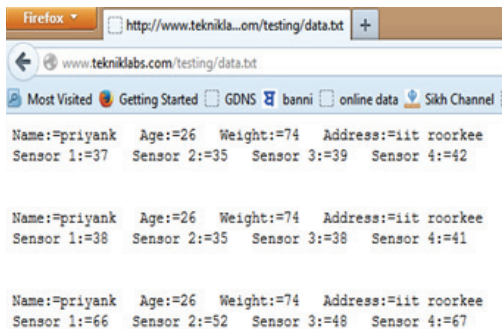 Firefox
http://www.teknikla...om/testing/data.txt +
www.tekniklabs.com/testing/data.txt
Most Visited Getting Started GDNS banni online data Sikh Channel
Name:=priyank Age:=26 Weight:=74 Address:=iit roorkee
Sensor 1:=37 Sensor 2:=35 Sensor 3:=39 Sensor 4:=42
Name:=priyank Age:=26 Weight:=74 Address:=iit roorkee
Sensor 1:=38 Sensor 2:=35 Sensor 3:=38 Sensor 4:=41
Name:=priyank Age:=26 Weight:=74 Address:=iit roorkee
Sensor 1:=66 Sensor 2:=52 Sensor 3:=48 Sensor 4:=67